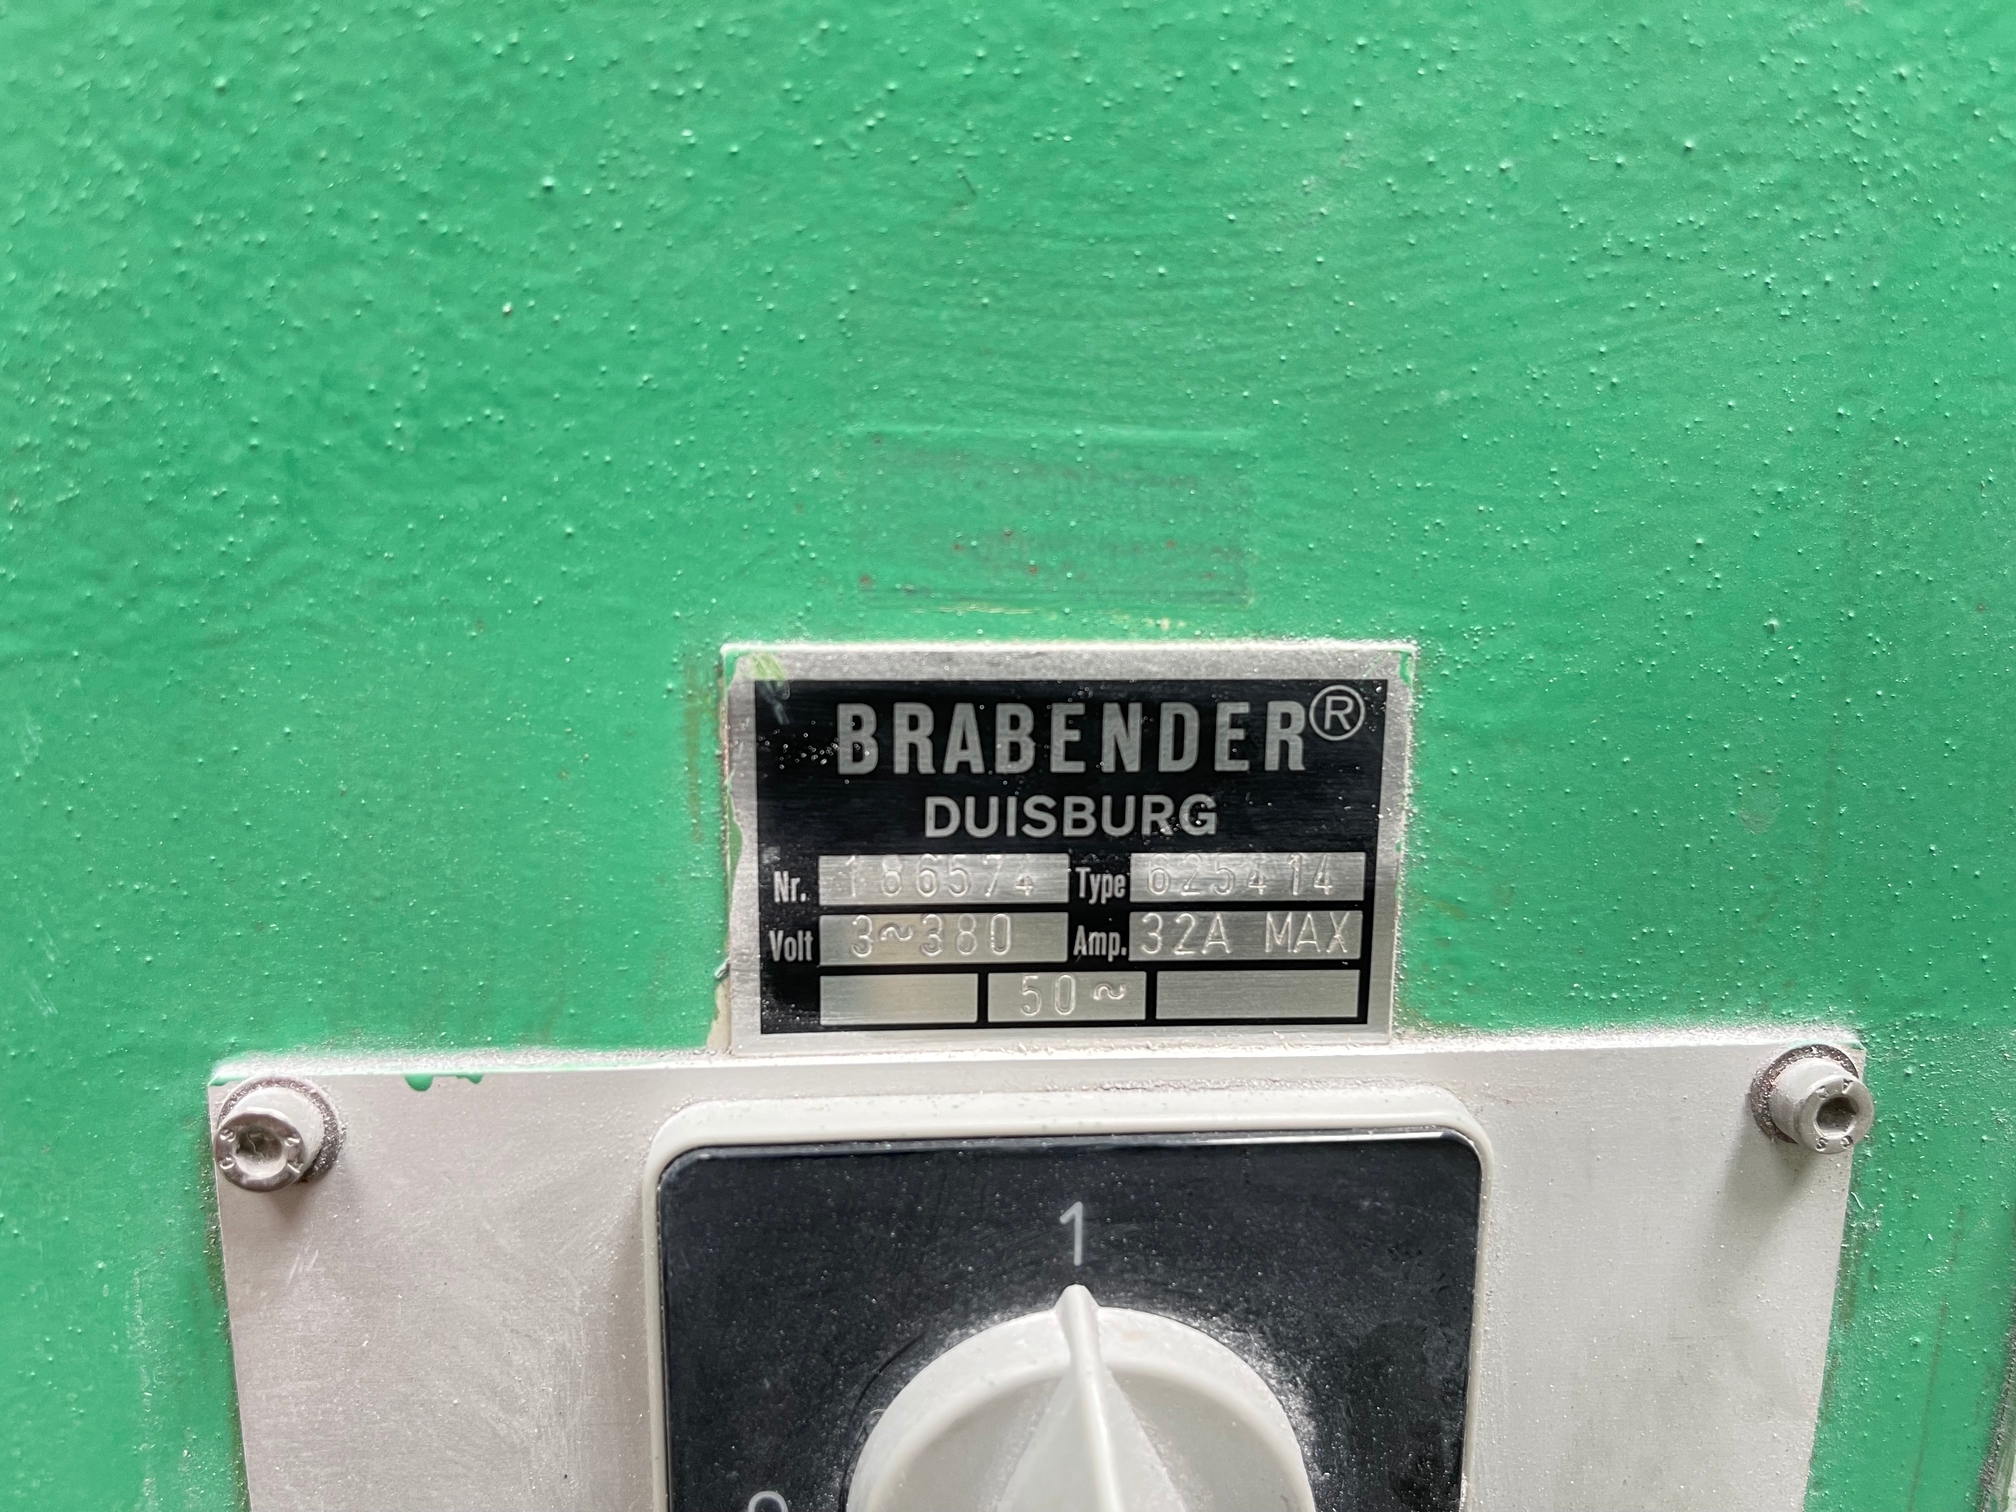 BRABENDER®
DUISBURG
Nr. 186574 Type 625414
Volt 3~380 Amp. 32A MAX
50~
1